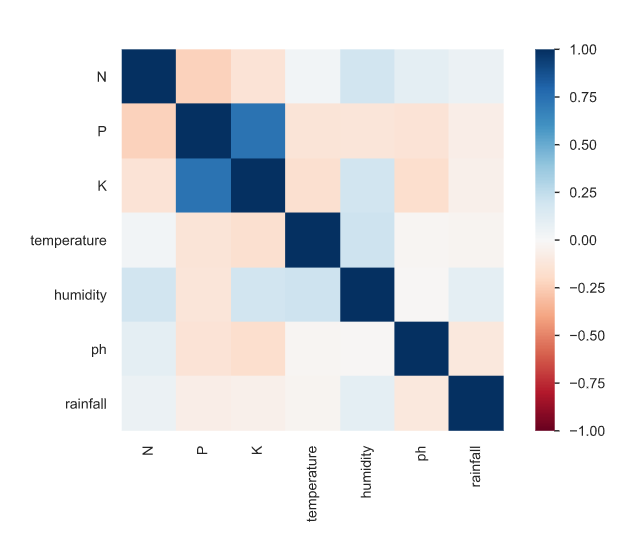 N
P
K
temperature
humidity
ph
rainfall
N
P
K
temperature
humidity
ph
rainfall
1.00
0.75
0.50
0.25
0.00
−0.25
−0.50
−0.75
−1.00